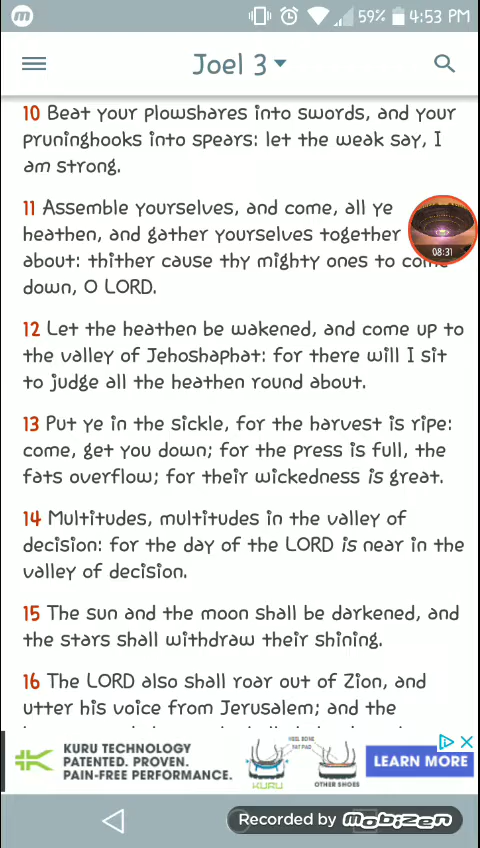 59% 4:53 PM
Joel 3
10 Beat your plowshares into swords, and your
pruninghooks into spears: let the weak say, I
am strong.
11 Assemble yourselves, and come, all ye
heathen, and gather yourselves together
about: thither cause thy mighty ones to come
08:31
down, O LORD.
12 Let the heathen be wakened, and come up to
the valley of Jehoshaphat: for there will I sit
to judge all the heathen round about.
13 Put ye in the sickle, for the harvest is ripe:
come, get you down; for the press is full, the
fats overflow; for their wickedness is great.
14 Multitudes, multitudes in the valley of
decision: for the day of the LORD is near in the
valley of decision.
15 The sun and the moon shall be darkened, and
the stars shall withdraw their shining.
16 The LORD also shall roar out of Zion, and
utter his voice from Jerusalem; and the
KURU TECHNOLOGY
PATENTED. PROVEN.
PAIN-FREE PERFORMANCE.
HEEL BONE
FAT PAD
KURU
OTHER SHOES
LEARN MORE
Recorded by mobizen